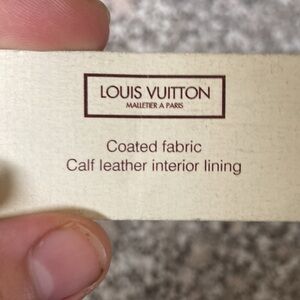 LOUIS VUITTON
MALLETIER A PARIS
Coated fabric
Calf leather interior lining